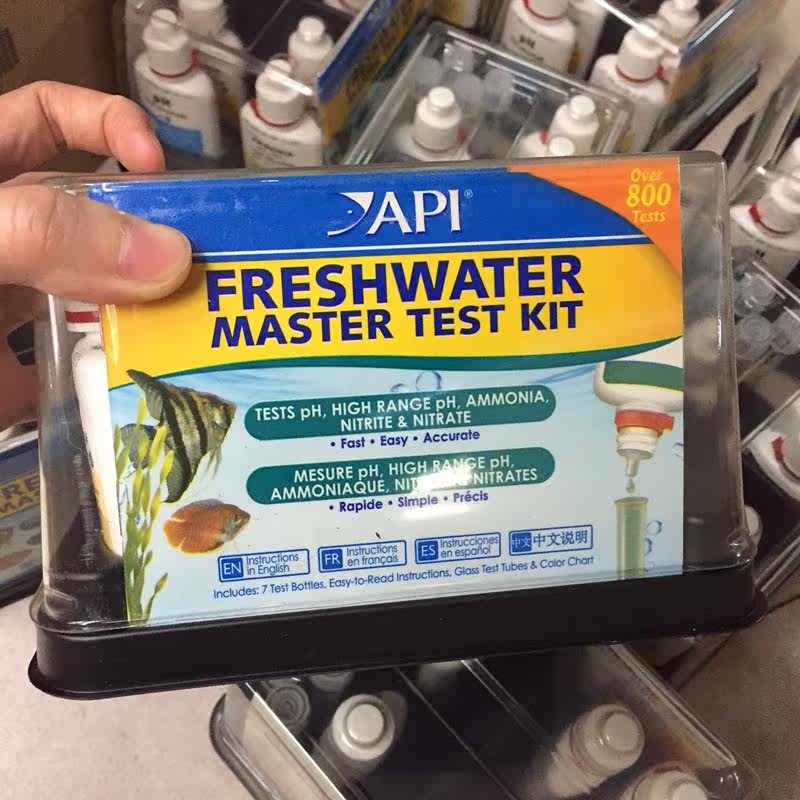 API®
Over
800
Tests
FRESHWATER
MASTER TEST KIT
TESTS pH, HIGH RANGE pH, AMMONIA,
NITRITE & NITRATE
• Fast • Easy • Accurate
MESURE pH, HIGH RANGE pH,
AMMONIAQUE, NITRATES
• Rapide • Simple • Précis
EN Instructions
in English
FR Instructions
en français
ES Instrucciones
en español
中文 中文说明
Includes: 7 Test Bottles, Easy-to-Read Instructions, Glass Test Tubes & Color Chart
pH